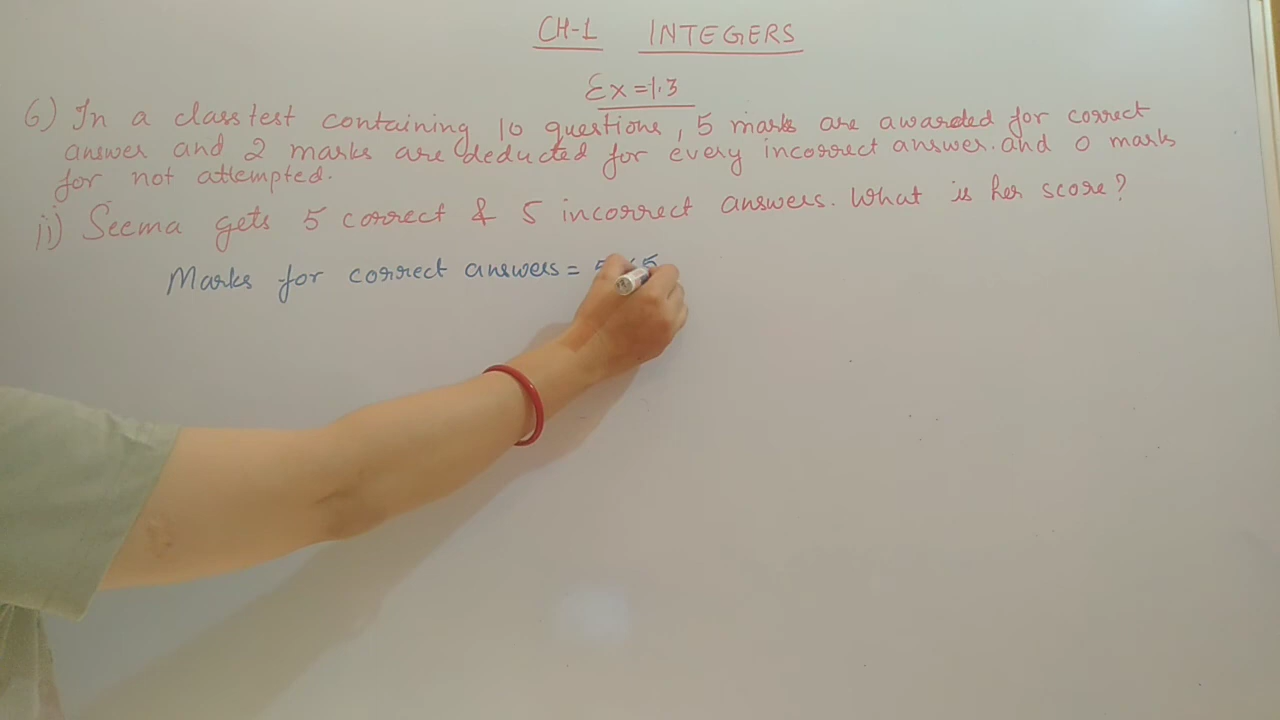 CH-1 INTEGERS
Ex=1.3
6) In a class test containing 10 questions, 5 marks are awarded for correct
answer and 2 marks are deducted for every incorrect answer. and 0 marks
for not attempted.
ii) Seema gets 5 correct & 5 incorrect answers. What is her score?
Marks for correct answers = 5